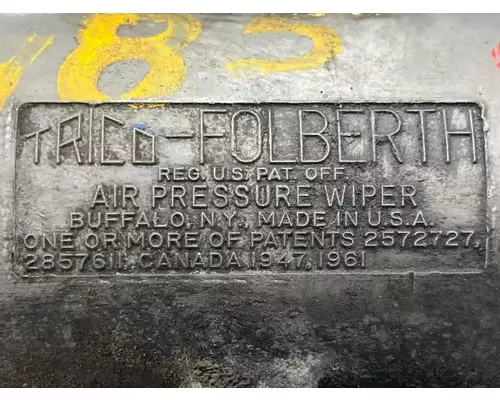 185
TRICO-FOLBERTH
REG. U.S. PAT. OFF.
AIR PRESSURE WIPER
BUFFALO, N.Y., MADE IN U.S.A.
ONE OR MORE OF PATENTS 2572727,
2857611, CANADA 1947, 1961